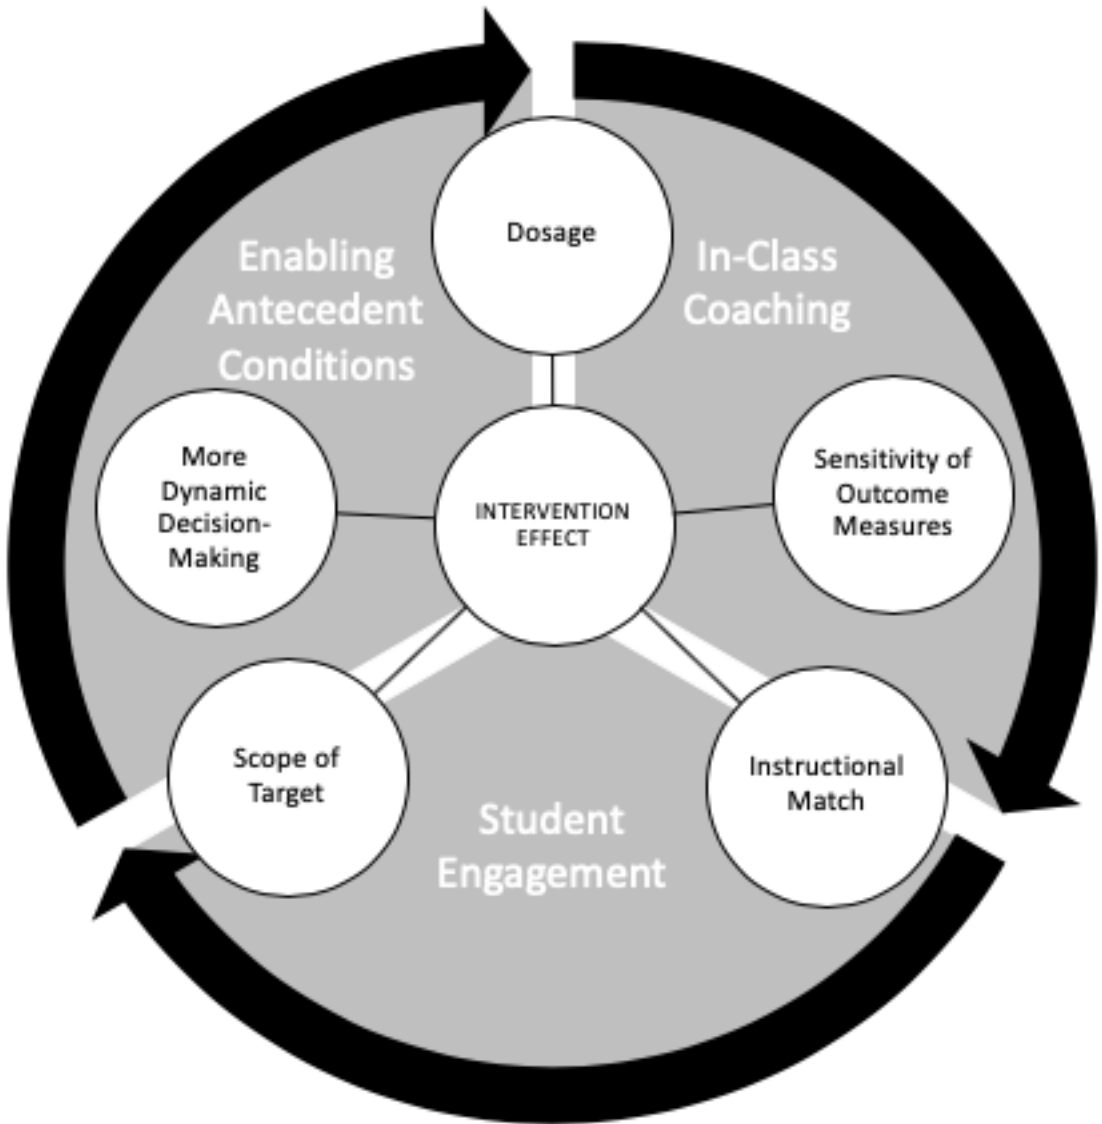 Dosage
Enabling
Antecedent
Conditions
In-Class
Coaching
More
Dynamic
Decision-
Making
INTERVENTION
EFFECT
Sensitivity of
Outcome
Measures
Scope of
Target
Instructional
Match
Student
Engagement